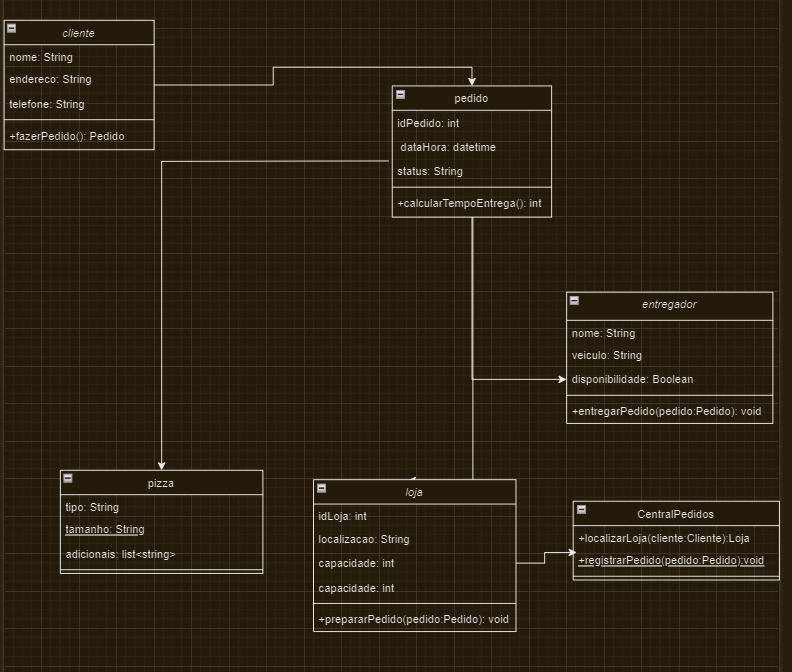 cliente
nome: String
endereco: String
telefone: String
+fazerPedido(): Pedido
pedido
idPedido: int
dataHora: datetime
status: String
+calcularTempoEntrega(): int
entregador
nome: String
veiculo: String
disponibilidade: Boolean
+entregarPedido(pedido:Pedido): void
pizza
tipo: String
tamanho: String
adicionais: list<string>
loja
idLoja: int
localizacao: String
capacidade: int
capacidade: int
+prepararPedido(pedido:Pedido): void
CentralPedidos
+localizarLoja(cliente:Cliente):Loja
+registrarPedido(pedido:Pedido):void